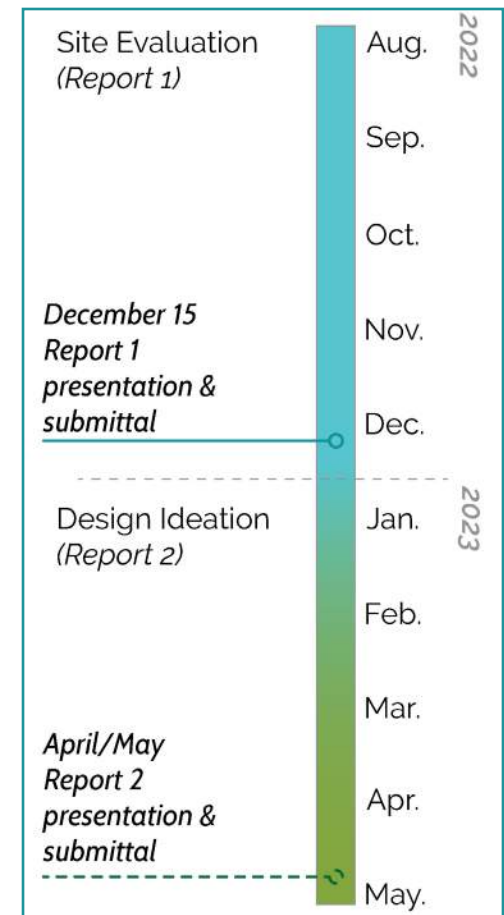 Site Evaluation
(Report 1)
Aug.
2022
Sep.
Oct.
Nov.
December 15
Report 1
presentation &
submittal
Dec.
Design Ideation
(Report 2)
Jan.
2023
Feb.
Mar.
April/May
Report 2
presentation &
submittal
Apr.
May.